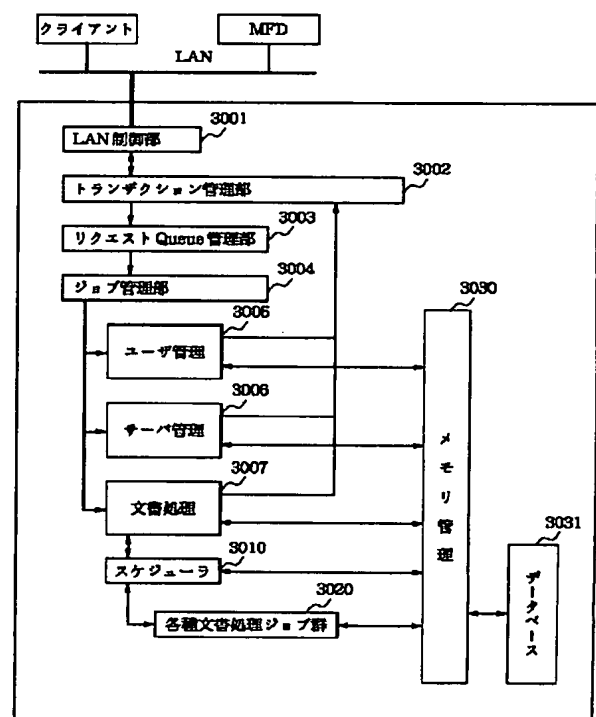 クライアント
MFD
LAN
3001
LAN制御部
3002
トランザクション管理部
3003
リクエストQueue管理部
3004
ジョブ管理部
3030
3005
ユーザ管理
3006
サーバ管理
メモリ管理
3007
文書処理
3031
3010
スケジューラ
データベース
3020
各種文書処理ジョブ群